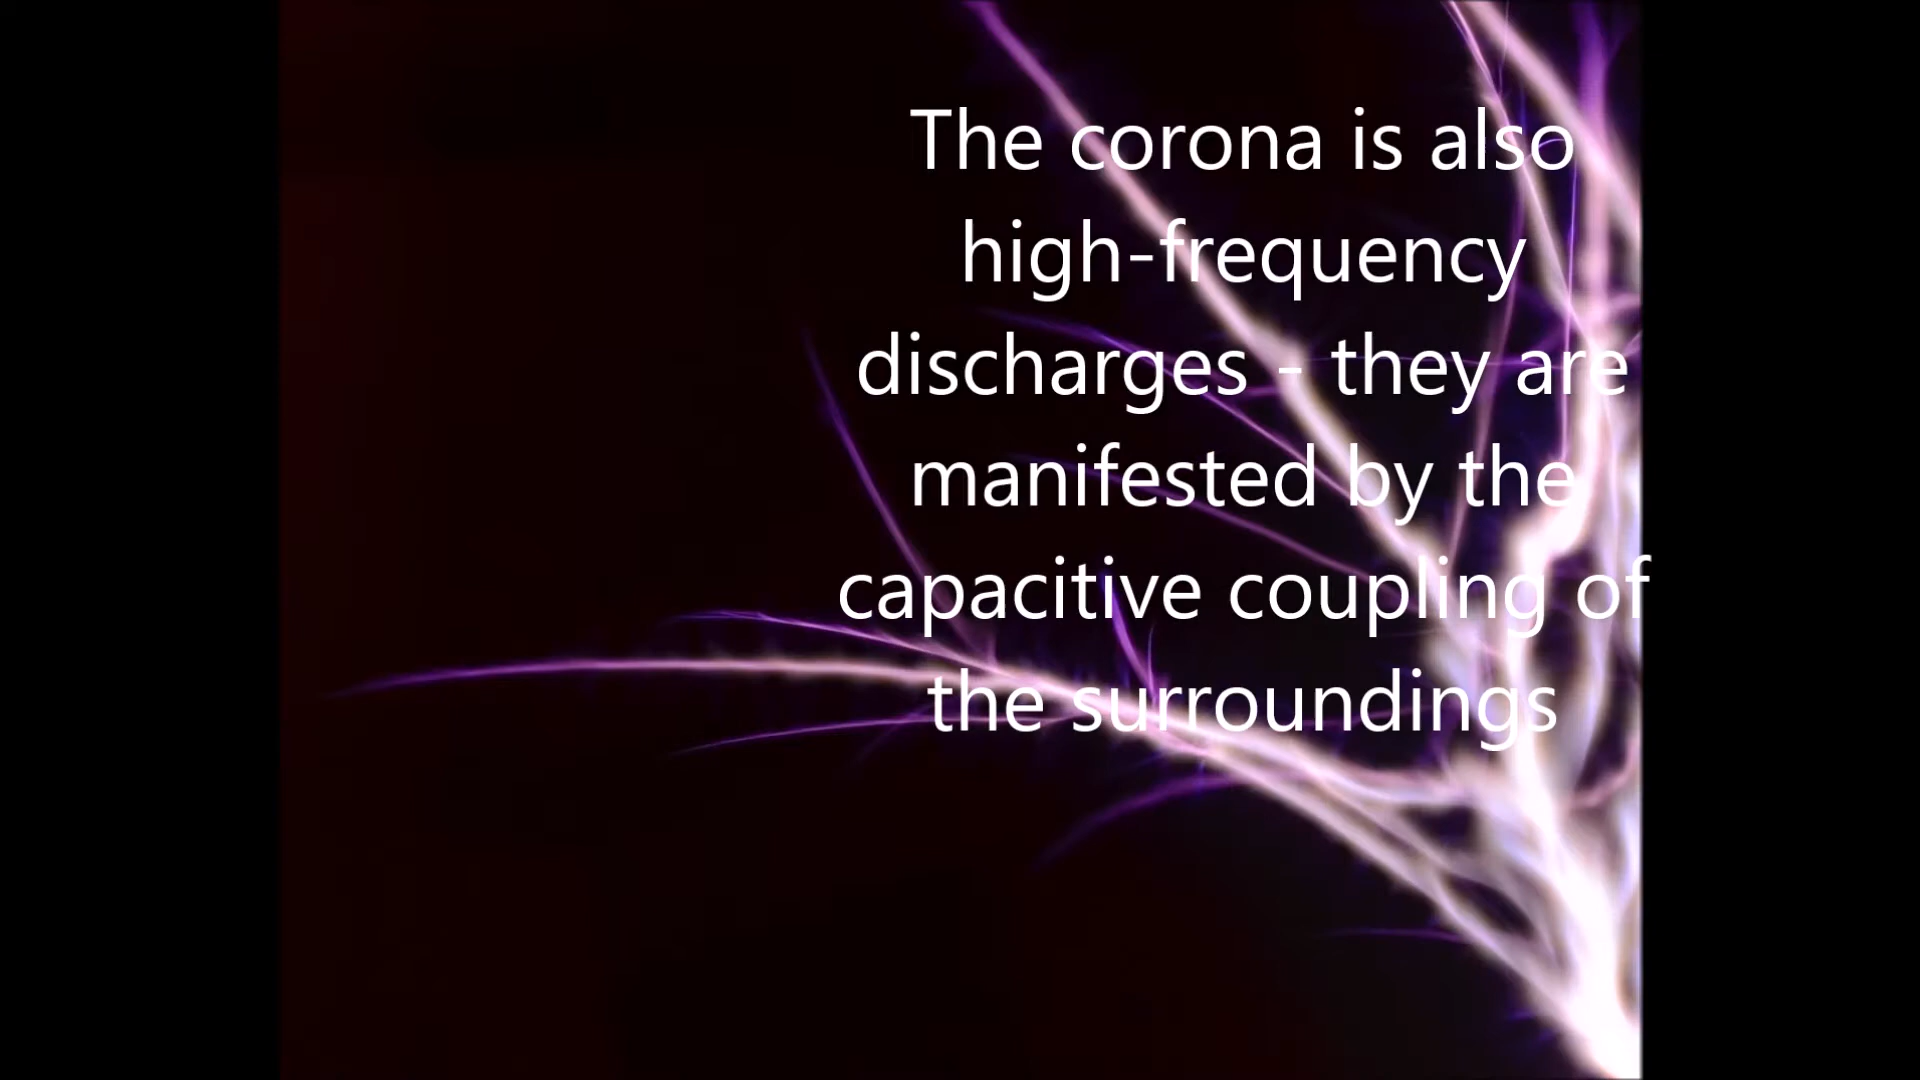 The corona is also
high-frequency
discharges - they are
manifested by the
capacitive coupling of
the surroundings